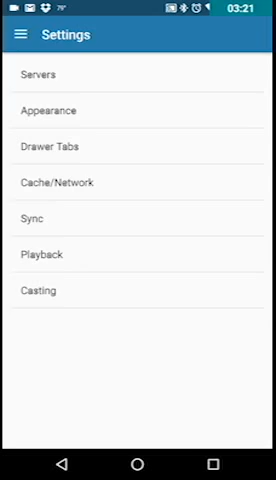 79°
03:21
Settings
Servers
Appearance
Drawer Tabs
Cache/Network
Sync
Playback
Casting